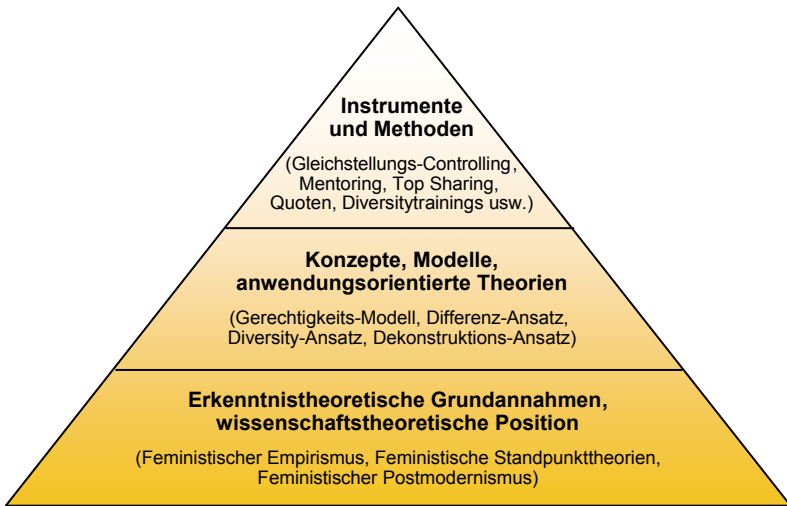 Instrumente
und Methoden
(Gleichstellungs-Controlling,
Mentoring, Top Sharing,
Quoten, Diversitytrainings usw.)
Konzepte, Modelle,
anwendungsorientierte Theorien
(Gerechtigkeits-Modell, Differenz-Ansatz,
Diversity-Ansatz, Dekonstruktions-Ansatz)
Erkenntnistheoretische Grundannahmen,
wissenschaftstheoretische Position
(Feministischer Empirismus, Feministische Standpunkttheorien,
Feministischer Postmodernismus)